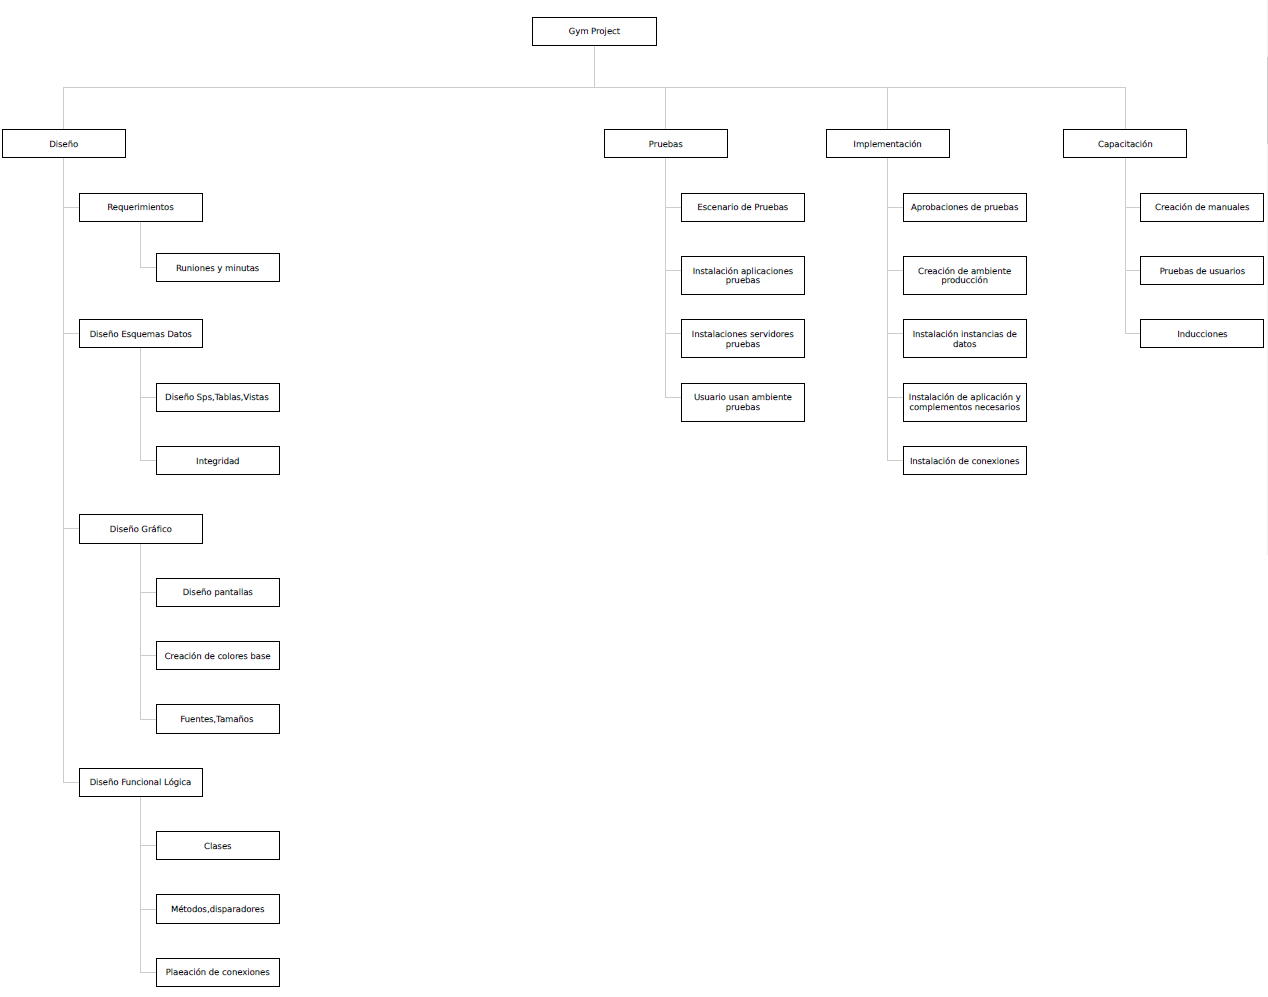 Gym Project
Diseño
Pruebas
Implementación
Capacitación
Requerimientos
Runiones y minutas
Diseño Esquemas Datos
Diseño Sps,Tablas,Vistas
Integridad
Diseño Gráfico
Diseño pantallas
Creación de colores base
Fuentes,Tamaños
Diseño Funcional Lógica
Clases
Métodos,disparadores
Plaeación de conexiones
Escenario de Pruebas
Instalación aplicaciones
pruebas
Instalaciones servidores
pruebas
Usuario usan ambiente
pruebas
Aprobaciones de pruebas
Creación de ambiente
producción
Instalación instancias de
datos
Instalación de aplicación y
complementos necesarios
Instalación de conexiones
Creación de manuales
Pruebas de usuarios
Inducciones